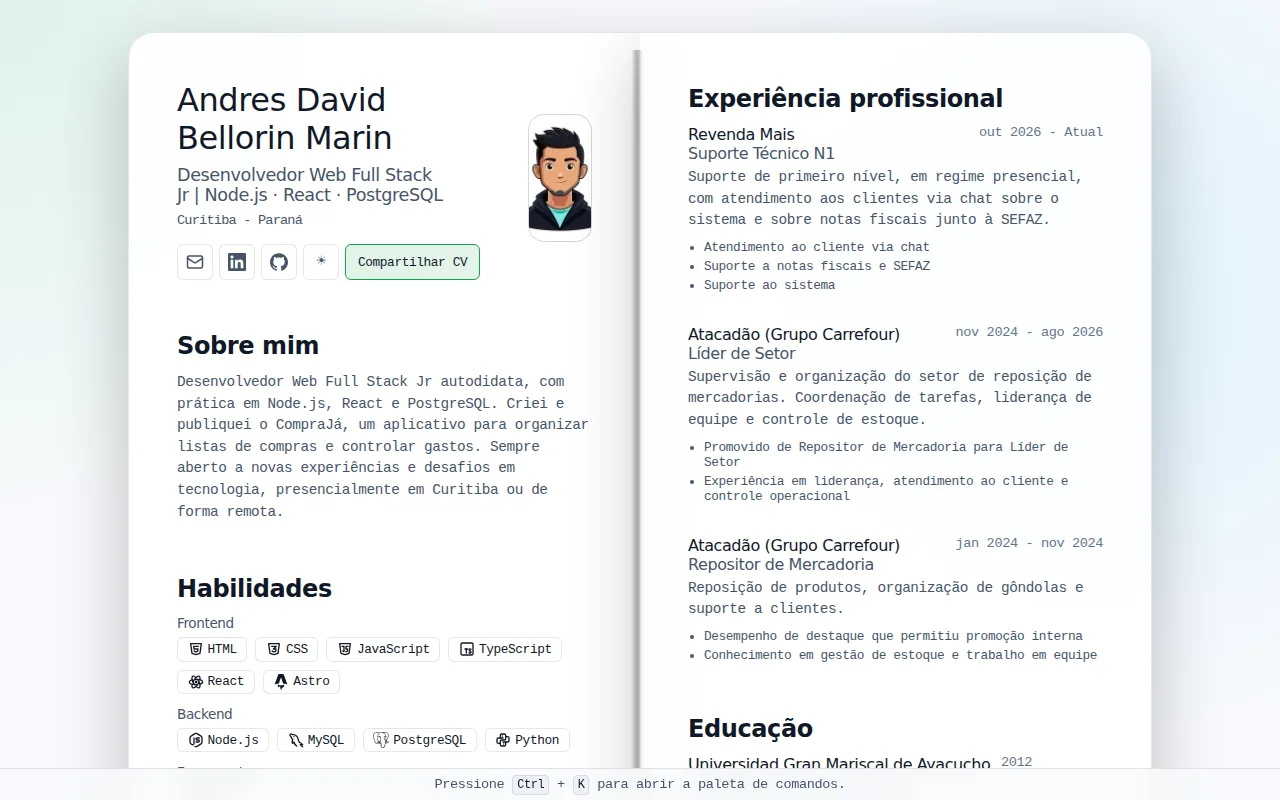 Andres David
Bellorin Marin
Desenvolvedor Web Full Stack
Jr | Node.js · React · PostgreSQL
Curitiba - Paraná
Compartilhar CV
Sobre mim
Desenvolvedor Web Full Stack Jr autodidata, com
prática em Node.js, React e PostgreSQL. Criei e
publiquei o CompraJá, um aplicativo para organizar
listas de compras e controlar gastos. Sempre
aberto a novas experiências e desafios em
tecnologia, presencialmente em Curitiba ou de
forma remota.
Habilidades
Frontend
HTML CSS JavaScript TypeScript
React Astro
Backend
Node.js MySQL PostgreSQL Python
Experiência profissional
Revenda Mais out 2026 - Atual
Suporte Técnico N1
Suporte de primeiro nível, em regime presencial,
com atendimento aos clientes via chat sobre o
sistema e sobre notas fiscais junto à SEFAZ.
• Atendimento ao cliente via chat
• Suporte a notas fiscais e SEFAZ
• Suporte ao sistema
Atacadão (Grupo Carrefour) nov 2024 - ago 2026
Líder de Setor
Supervisão e organização do setor de reposição de
mercadorias. Coordenação de tarefas, liderança de
equipe e controle de estoque.
• Promovido de Repositor de Mercadoria para Líder de
Setor
• Experiência em liderança, atendimento ao cliente e
controle operacional
Atacadão (Grupo Carrefour) jan 2024 - nov 2024
Repositor de Mercadoria
Reposição de produtos, organização de gôndolas e
suporte a clientes.
• Desempenho de destaque que permitiu promoção interna
• Conhecimento em gestão de estoque e trabalho em equipe
Educação
Universidad Gran Mariscal de Ayacucho 2012
Pressione Ctrl + K para abrir a paleta de comandos.